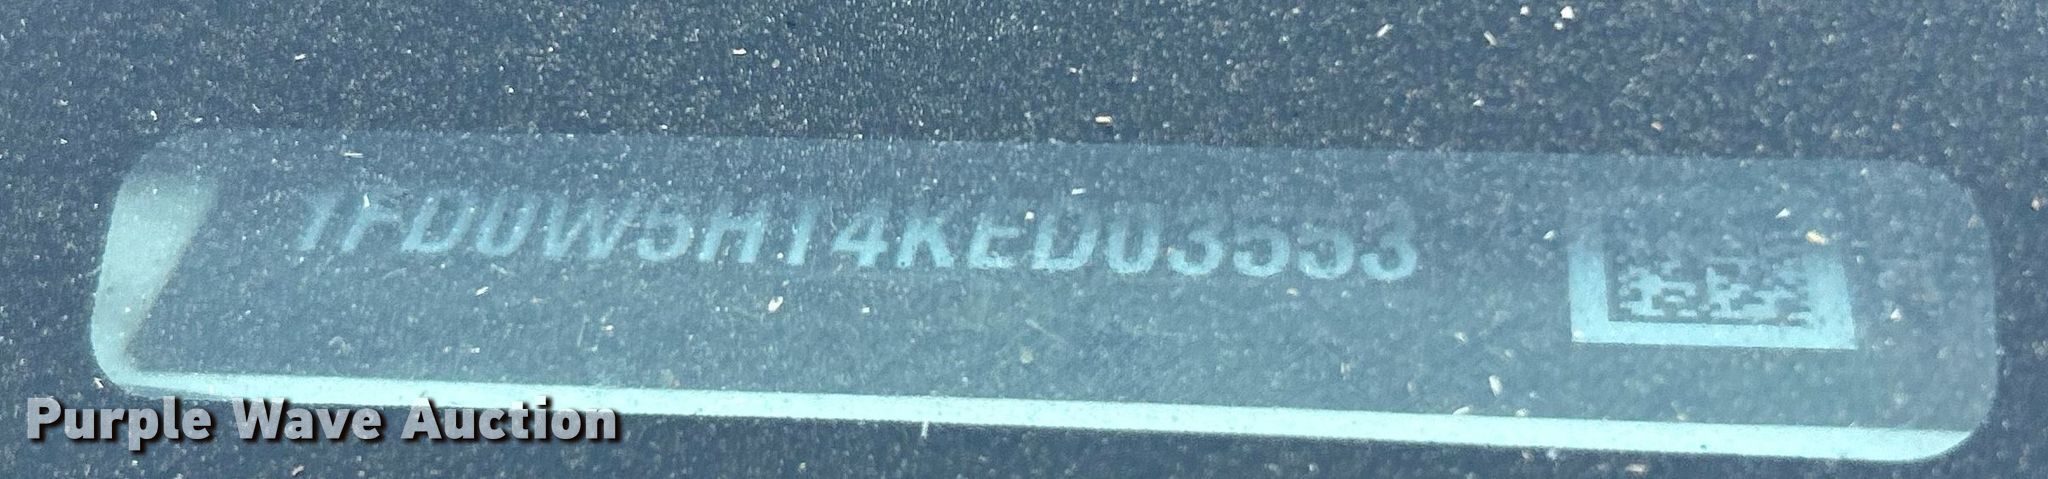 1FD0W5HT4KED03553
Purple Wave Auction